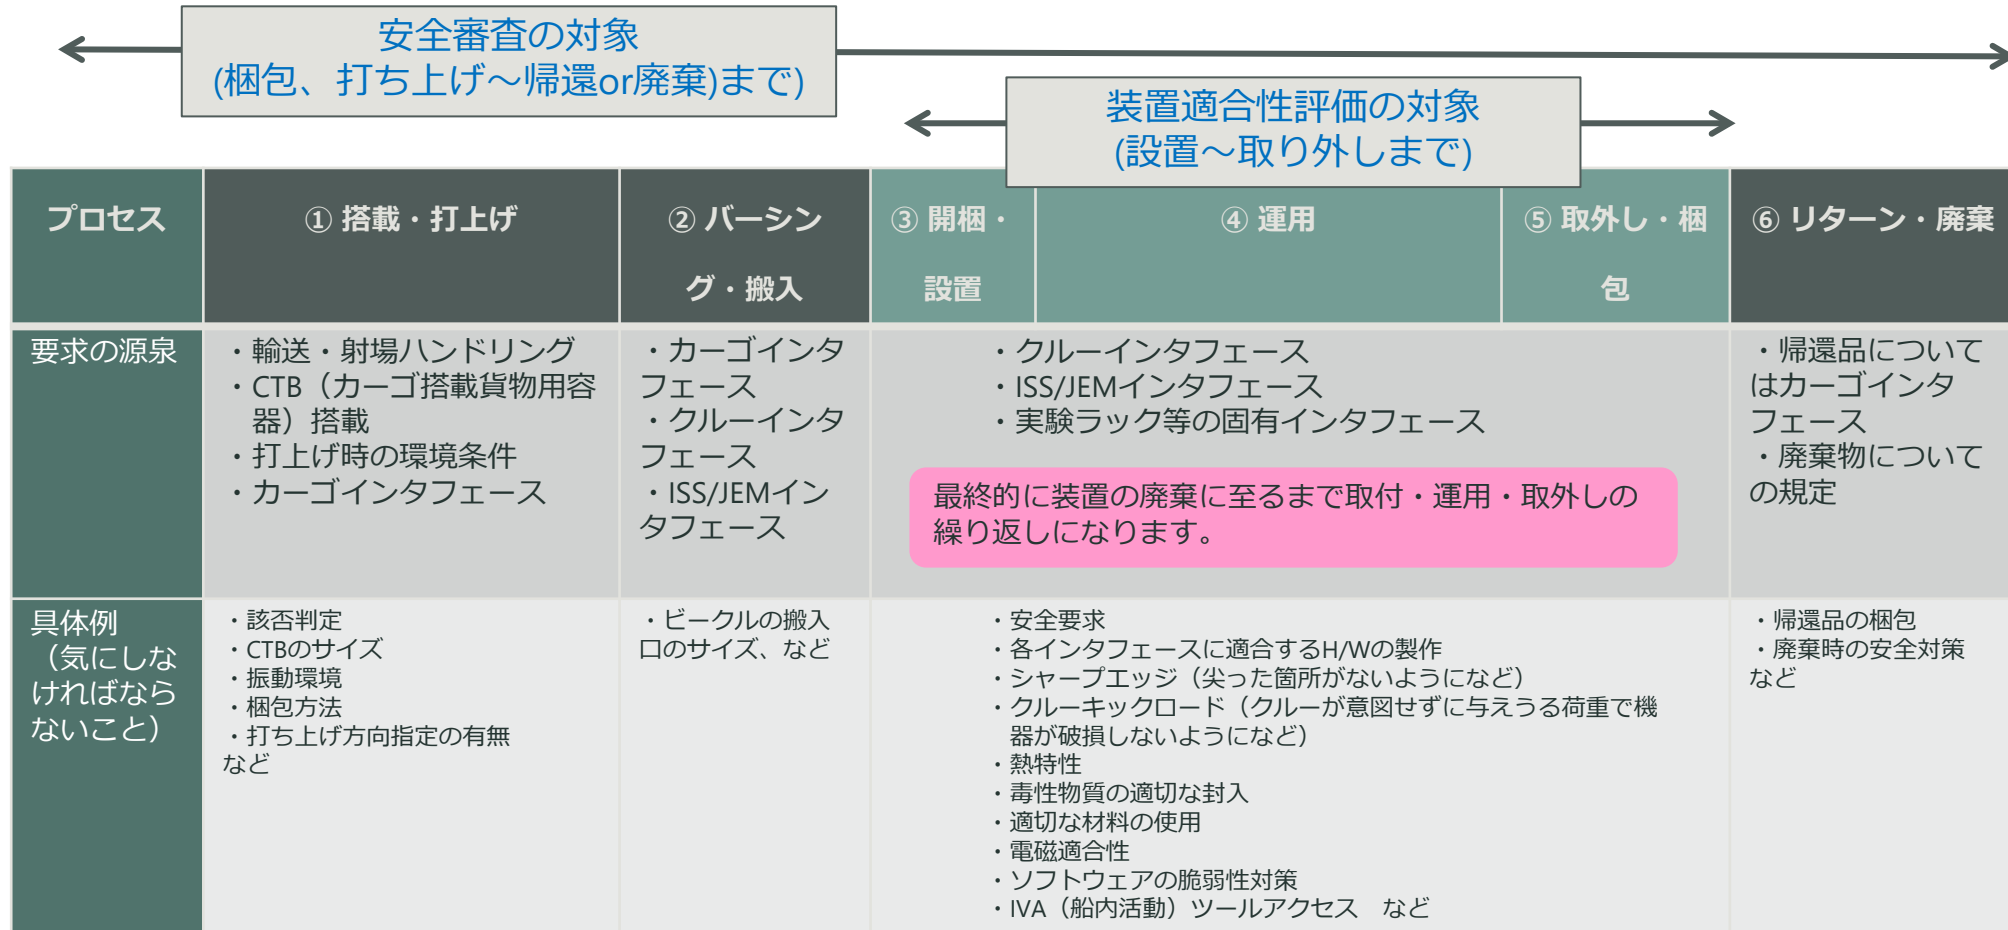 安全審査の対象
(梱包、打ち上げ～帰還or廃棄)まで)
装置適合性評価の対象
(設置～取り外しまで)
プロセス
① 搭載・打上げ
② バーシン
グ・搬入
③ 開梱・
設置
④ 運用
⑤ 取外し・梱
包
⑥ リターン・廃棄
要求の源泉
・輸送・射場ハンドリング
・CTB（カーゴ搭載貨物用容
器）搭載
・打上げ時の環境条件
・カーゴインタフェース
・カーゴインタ
フェース
・クルーインタ
フェース
・ISS/JEMイン
タフェース
・クルーインタフェース
・ISS/JEMインタフェース
・実験ラック等の固有インタフェース
最終的に装置の廃棄に至るまで取付・運用・取外しの
繰り返しになります。
・帰還品について
はカーゴインタ
フェース
・廃棄物について
の規定
具体例
（気にしな
ければなら
ないこと）
・該否判定
・CTBのサイズ
・振動環境
・梱包方法
・打ち上げ方向指定の有無
など
・ビークルの搬入
口のサイズ、など
・安全要求
・各インタフェースに適合するH/Wの製作
・シャープエッジ（尖った箇所がないようになど）
・クルーキックロード（クルーが意図せずに与えうる荷重で機
器が破損しないようになど）
・熱特性
・毒性物質の適切な封入
・適切な材料の使用
・電磁適合性
・ソフトウェアの脆弱性対策
・IVA（船内活動）ツールアクセス　など
・帰還品の梱包
・廃棄時の安全対策
など